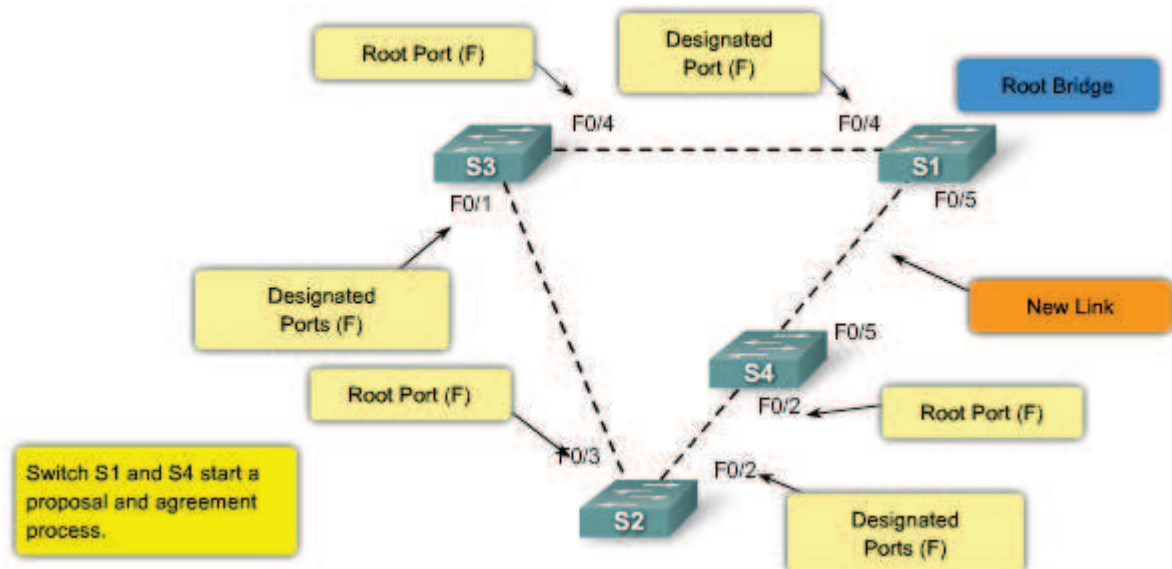 Root Port (F)
Designated
Port (F)
Root Bridge
F0/4
F0/4
S3
S1
F0/1
F0/5
Designated
Ports (F)
New Link
F0/5
S4
Root Port (F)
F0/2
Root Port (F)
Switch S1 and S4 start a
proposal and agreement
process.
F0/3
F0/2
S2
Designated
Ports (F)